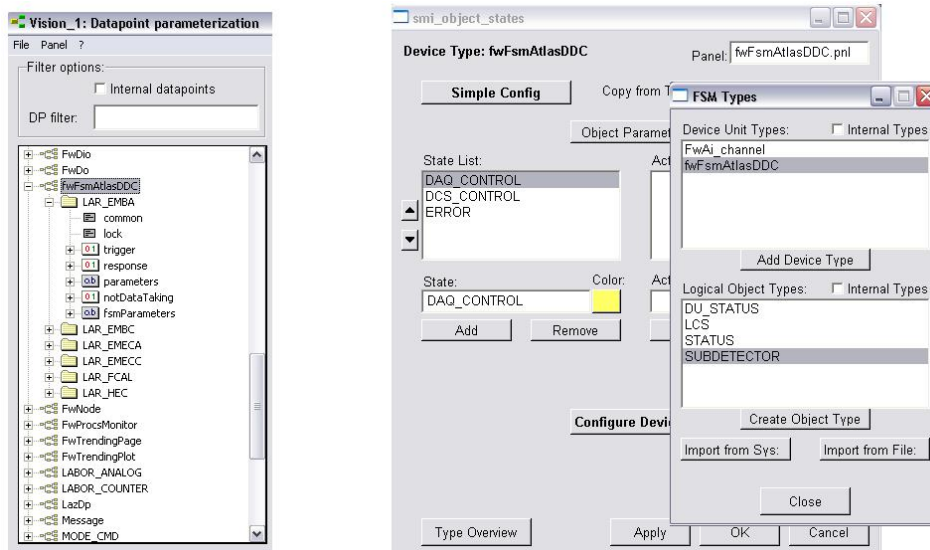 Vision_1: Datapoint parameterization
File Panel ?
Filter options:
Internal datapoints
DP filter:
FwDio
FwDo
fwFsmAtlasDDC
LAR_EMBA
common
lock
trigger
response
parameters
notDataTaking
fsmParameters
LAR_EMBC
LAR_EMECA
LAR_EMECC
LAR_FCAL
LAR_HEC
FwNode
FwProcsMonitor
FwTrendingPage
FwTrendingPlot
LABOR_ANALOG
LABOR_COUNTER
LazDp
Message
MODE_CMD
smi_object_states
Device Type: fwFsmAtlasDDC
Panel: fwFsmAtlasDDC.pnl
Simple Config
Copy from T
Object Paramet
State List:
Act
DAQ_CONTROL
DCS_CONTROL
ERROR
State:
Color:
Act
DAQ_CONTROL
Add
Remove
Configure Devi
Type Overview
Apply
OK
Cancel
FSM Types
Device Unit Types:
Internal Types
FwAi_channel
fwFsmAtlasDDC
Add Device Type
Logical Object Types:
Internal Types
DU_STATUS
LCS
STATUS
SUBDETECTOR
Create Object Type
Import from Sys:
Import from File:
Close